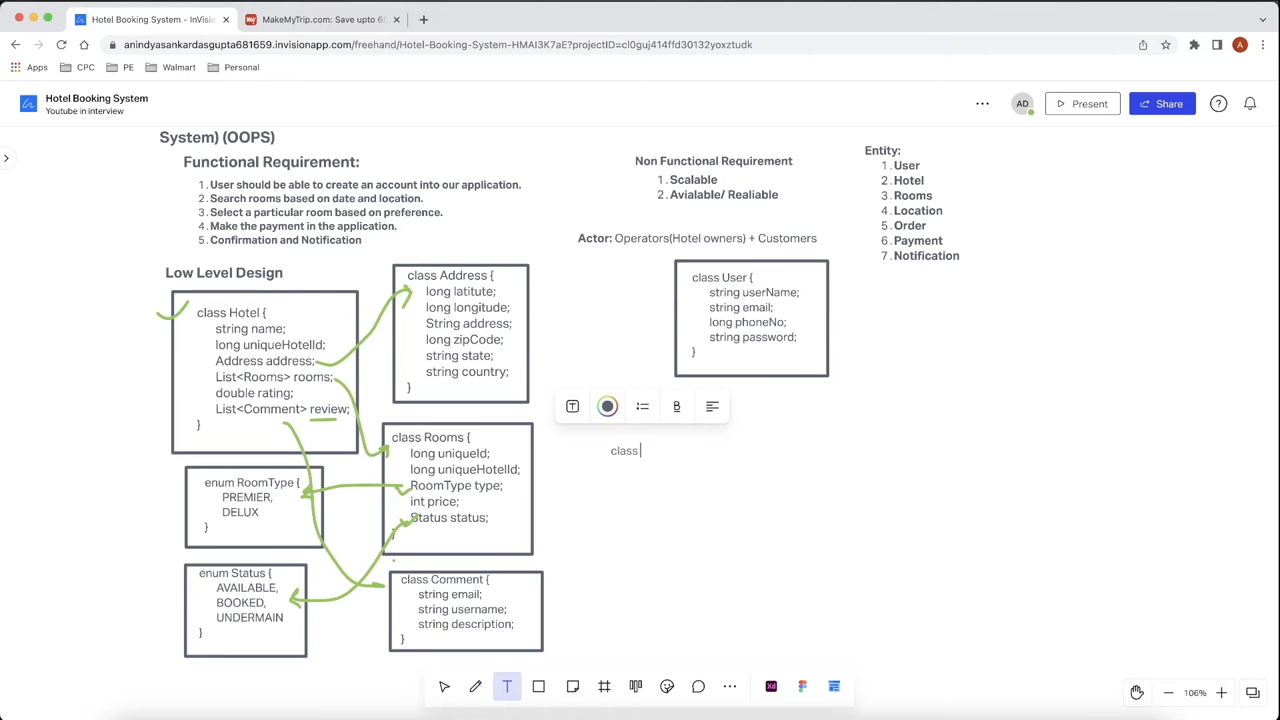 Hotel Booking System - InVisio
MakeMyTrip.com: Save upto 60
anindyasankardasgupta681659.invisionapp.com/freehand/Hotel-Booking-System-HMAI3K7aE?projectID=cl0guj414ffd30132yoxztudk
Apps CPC PE Walmart Personal
Hotel Booking System
Youtube in interview
AD
Present
Share
System) (OOPS)
Functional Requirement:
1. User should be able to create an account into our application.
2. Search rooms based on date and location.
3. Select a particular room based on preference.
4. Make the payment in the application.
5. Confirmation and Notification
Non Functional Requirement
1. Scalable
2. Avialable/ Realiable
Entity:
1. User
2. Hotel
3. Rooms
4. Location
5. Order
6. Payment
7. Notification
Actor: Operators(Hotel owners) + Customers
Low Level Design
class Hotel {
string name;
long uniqueHotelId;
Address address;
List<Rooms> rooms;
double rating;
List<Comment> review;
}
class Address {
long latitute;
long longitude;
String address;
long zipCode;
string state;
string country;
}
class User {
string userName;
string email;
long phoneNo;
string password;
}
class
enum RoomType {
PREMIER,
DELUX
}
class Rooms {
long uniqueId;
long uniqueHotelId;
RoomType type;
int price;
Status status;
}
enum Status {
AVAILABLE,
BOOKED,
UNDERMAIN
}
class Comment {
string email;
string username;
string description;
}
106%